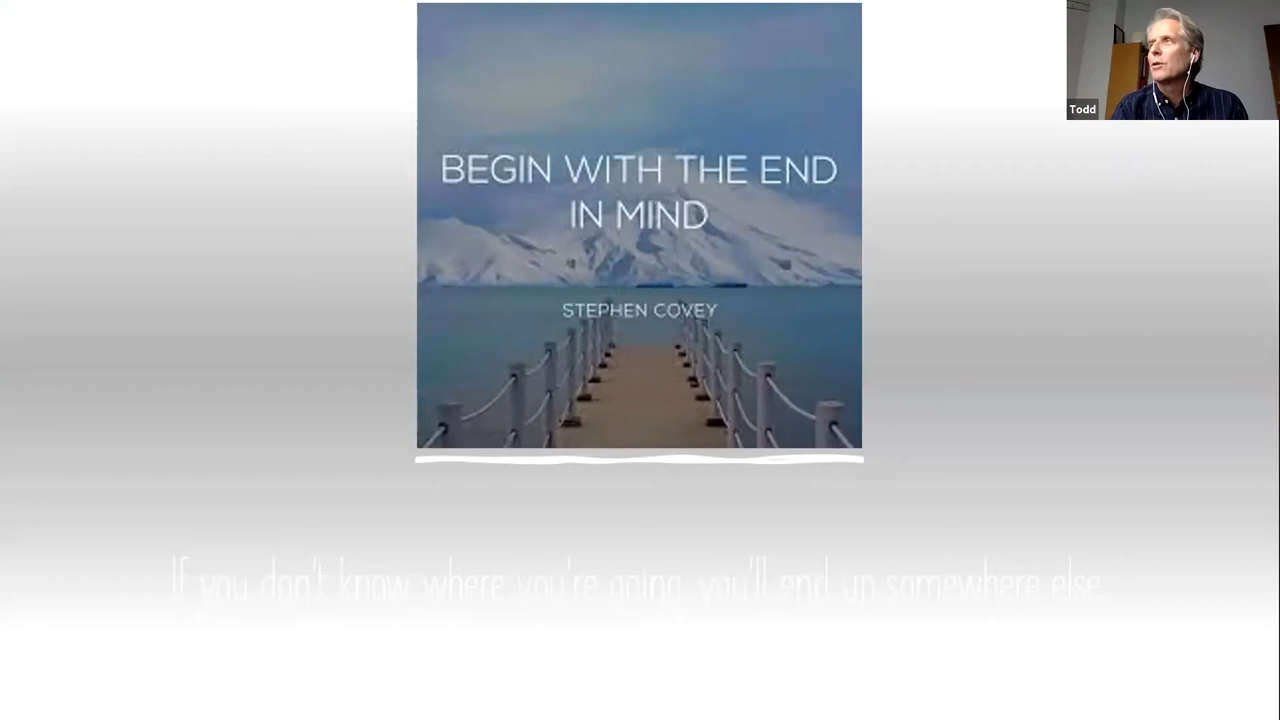 BEGIN WITH THE END
IN MIND
STEPHEN COVEY
Todd
If you don't know where you're going, you'll end up somewhere else.